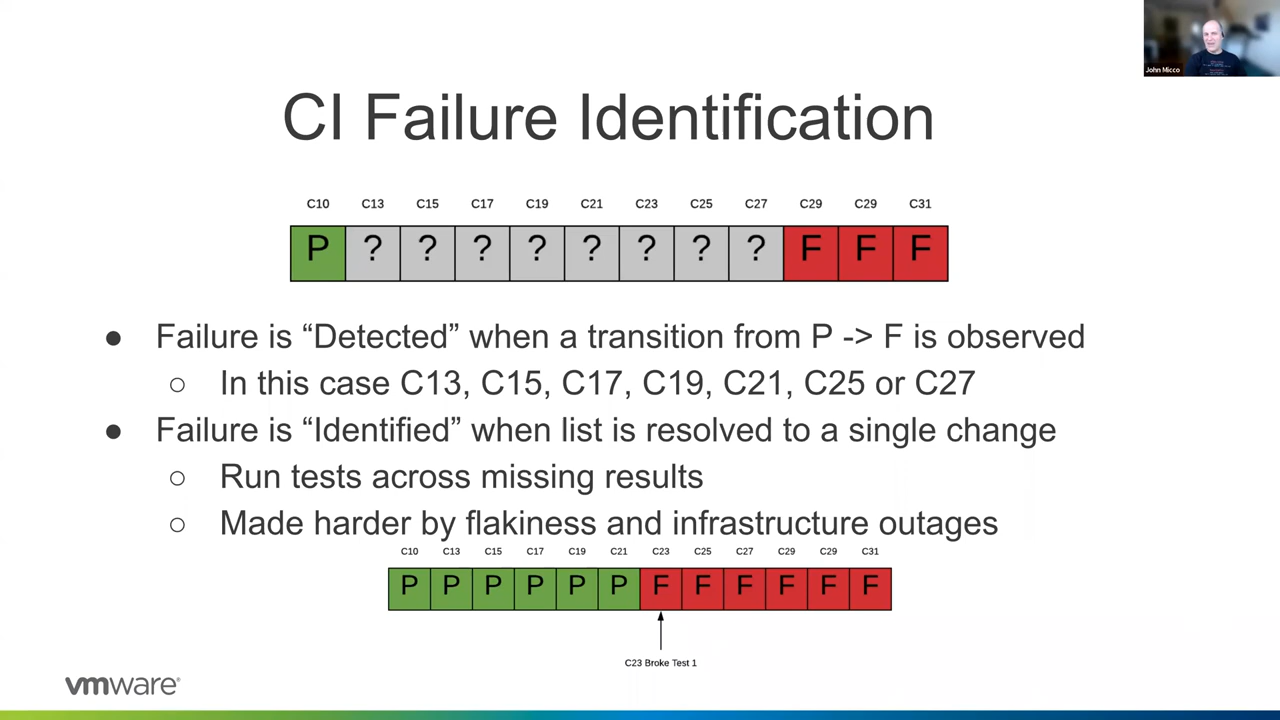 John Micco
CI Failure Identification
C10 C13 C15 C17 C19 C21 C23 C25 C27 C29 C29 C31
P ? ? ? ? ? ? ? ? F F F
● Failure is “Detected” when a transition from P -> F is observed
○ In this case C13, C15, C17, C19, C21, C25 or C27
● Failure is “Identified” when list is resolved to a single change
○ Run tests across missing results
○ Made harder by flakiness and infrastructure outages
C10 C13 C15 C17 C19 C21 C23 C25 C27 C29 C29 C31
P P P P P P F F F F F F
C23 Broke Test 1
vmware®